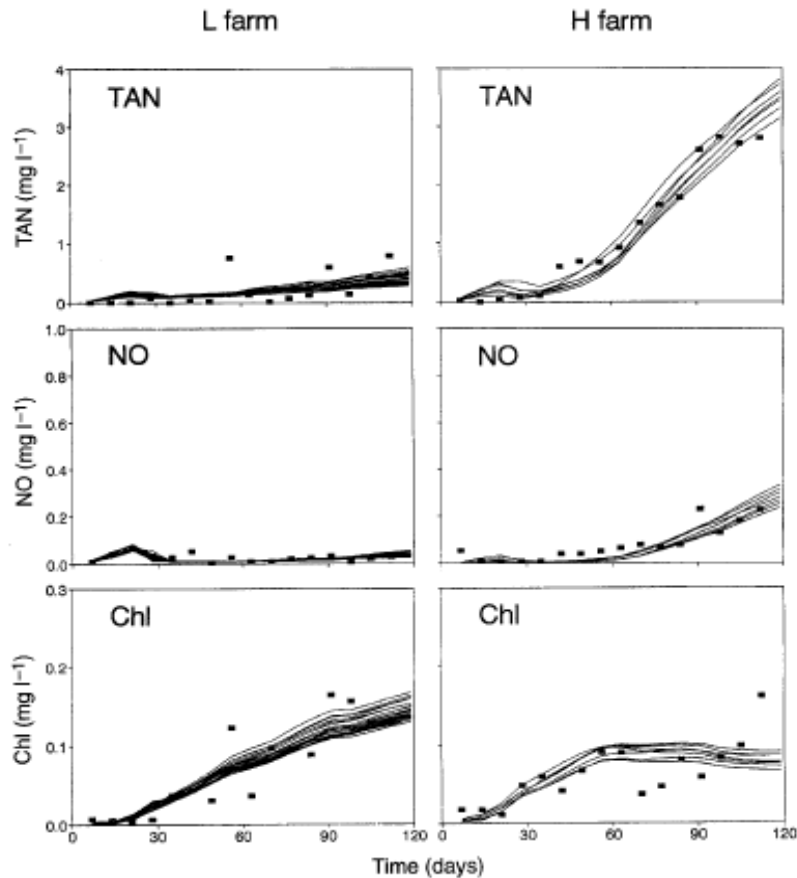 L farm H farm
TAN TAN
4
3
2
1
0
TAN (mg l⁻¹)
NO NO
1.0
0.8
0.6
0.4
0.2
0.0
NO (mg l⁻¹)
Chl Chl
0.3
0.2
0.1
0.0
Chl (mg l⁻¹)
0 30 60 90 120 0 30 60 90 120
Time (days)